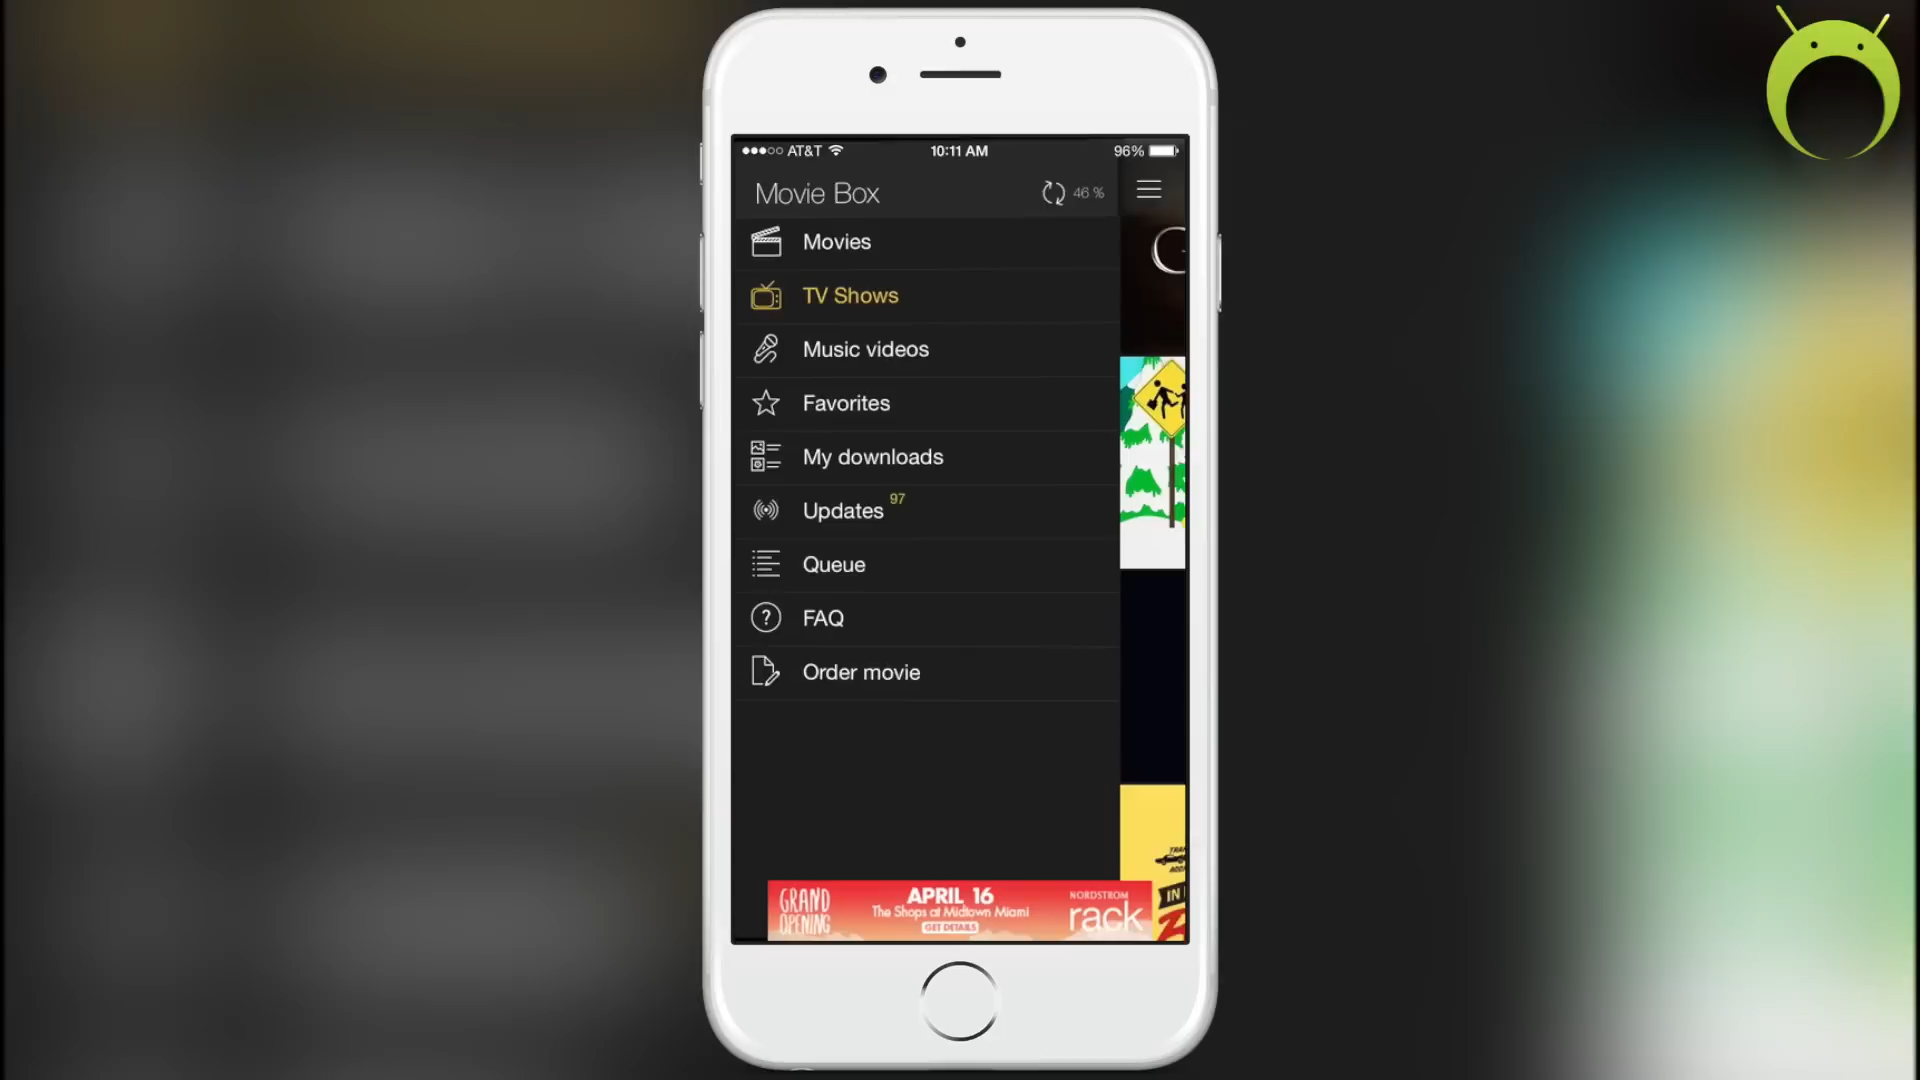 AT&T
10:11 AM
96%
Movie Box
46 %
Movies
TV Shows
Music videos
Favorites
My downloads
Updates 97
Queue
? FAQ
Order movie
IN
GRAND OPENING
APRIL 16
The Shops at Midtown Miami
GET DETAILS
NORDSTROM
rack